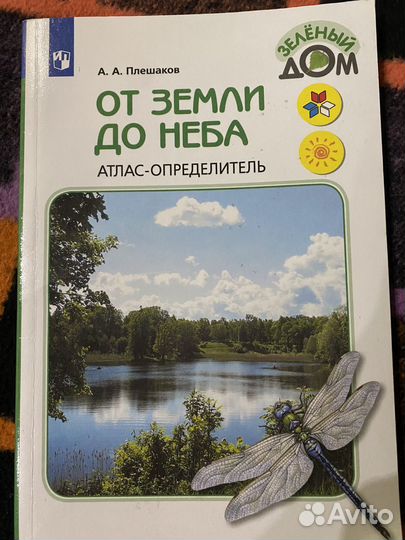 А. А. Плешаков
ЗЕЛЁНЫЙ
ДОМ
ОТ ЗЕМЛИ
ДО НЕБА
АТЛАС-ОПРЕДЕЛИТЕЛЬ
Avito